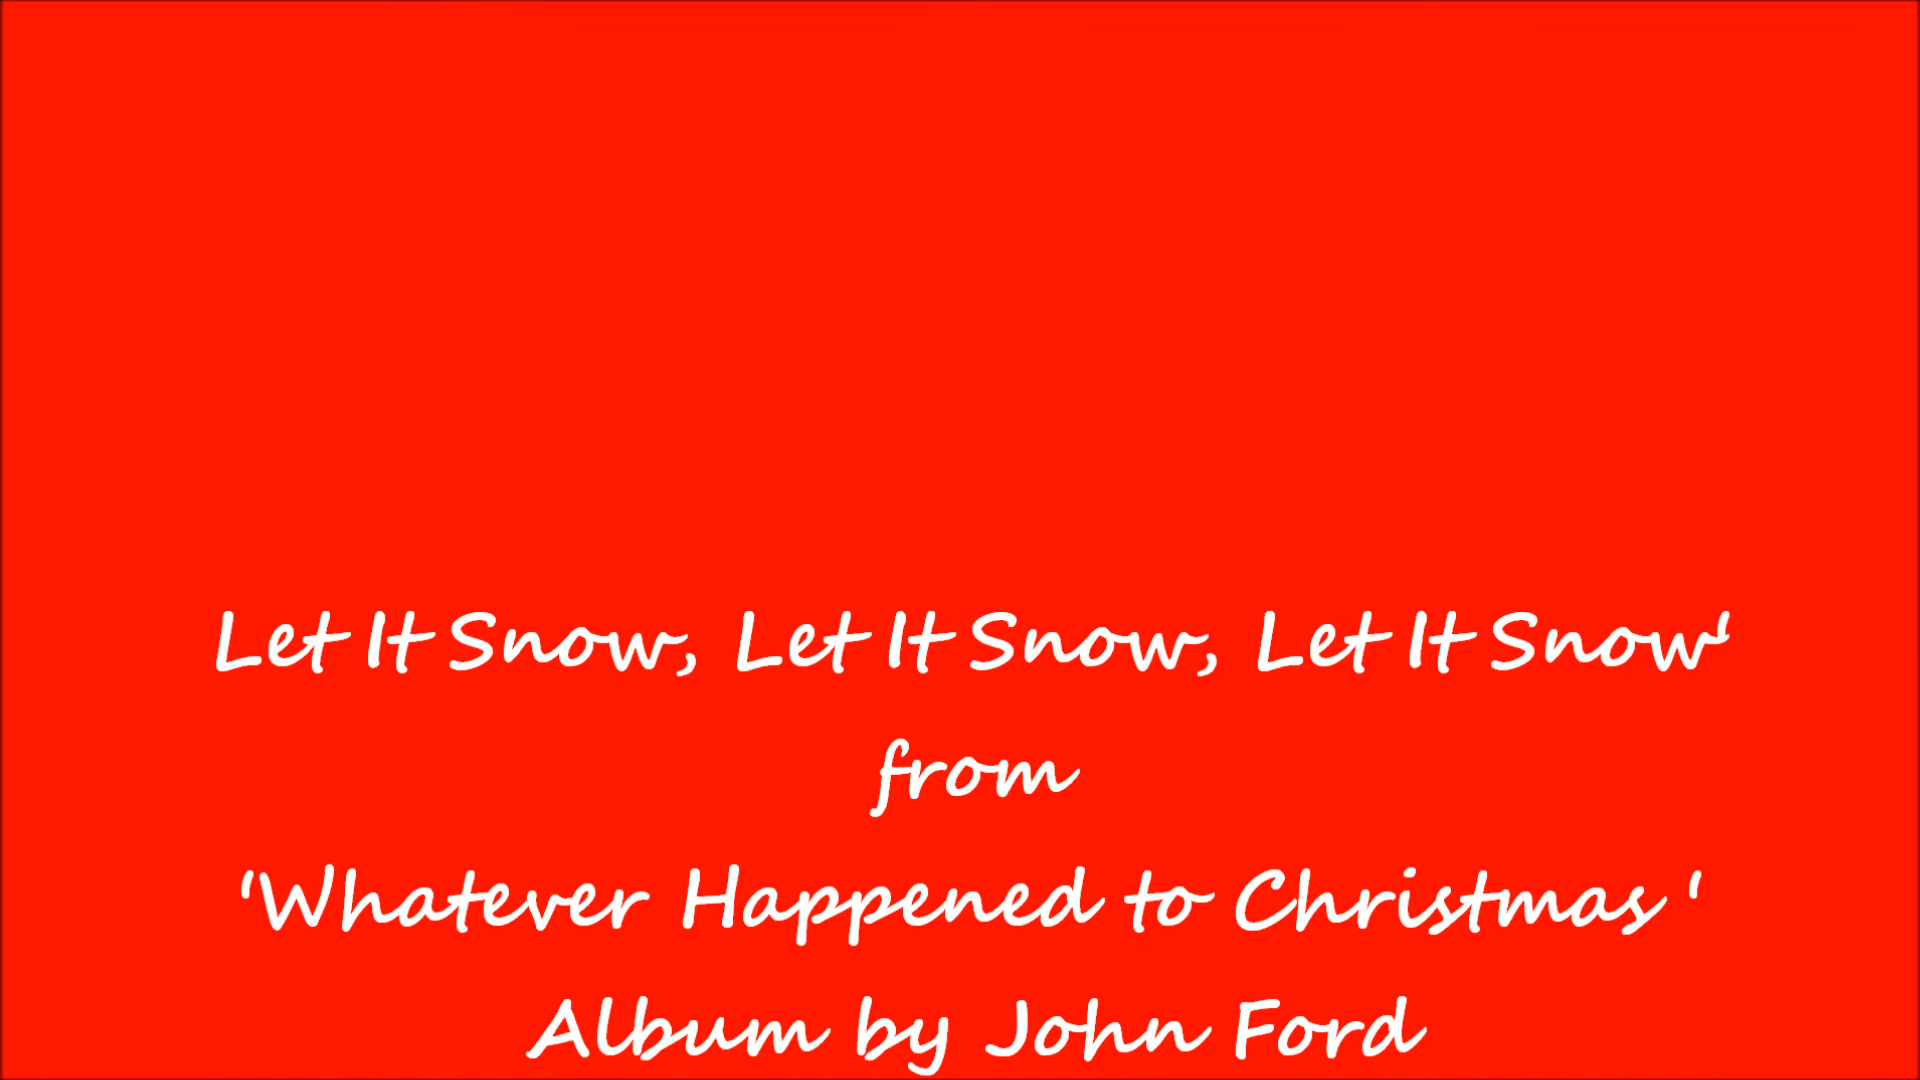 Let It Snow, Let It Snow, Let It Snow'
from
'Whatever Happened to Christmas '
Album by John Ford